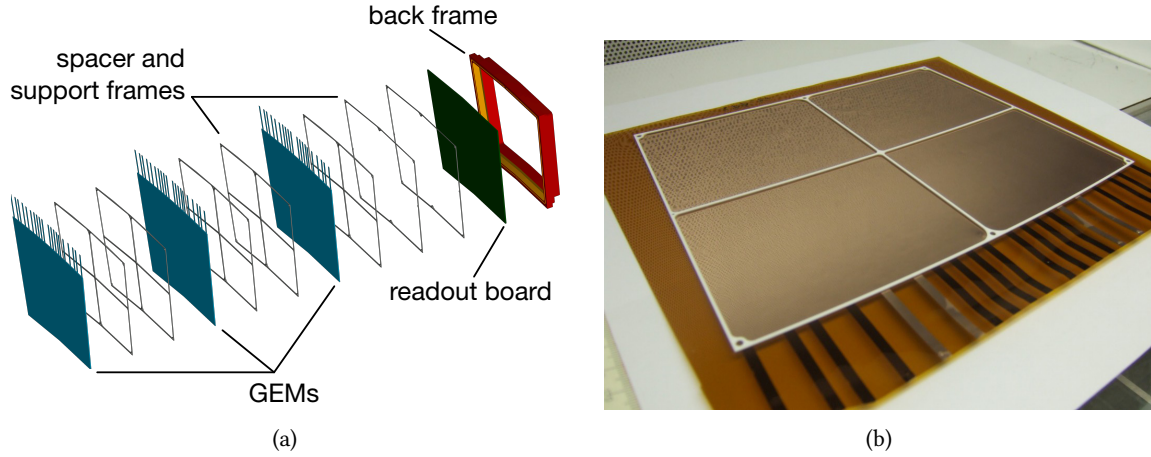 back frame
spacer and
support frames
readout board
GEMs
(a)
(b)